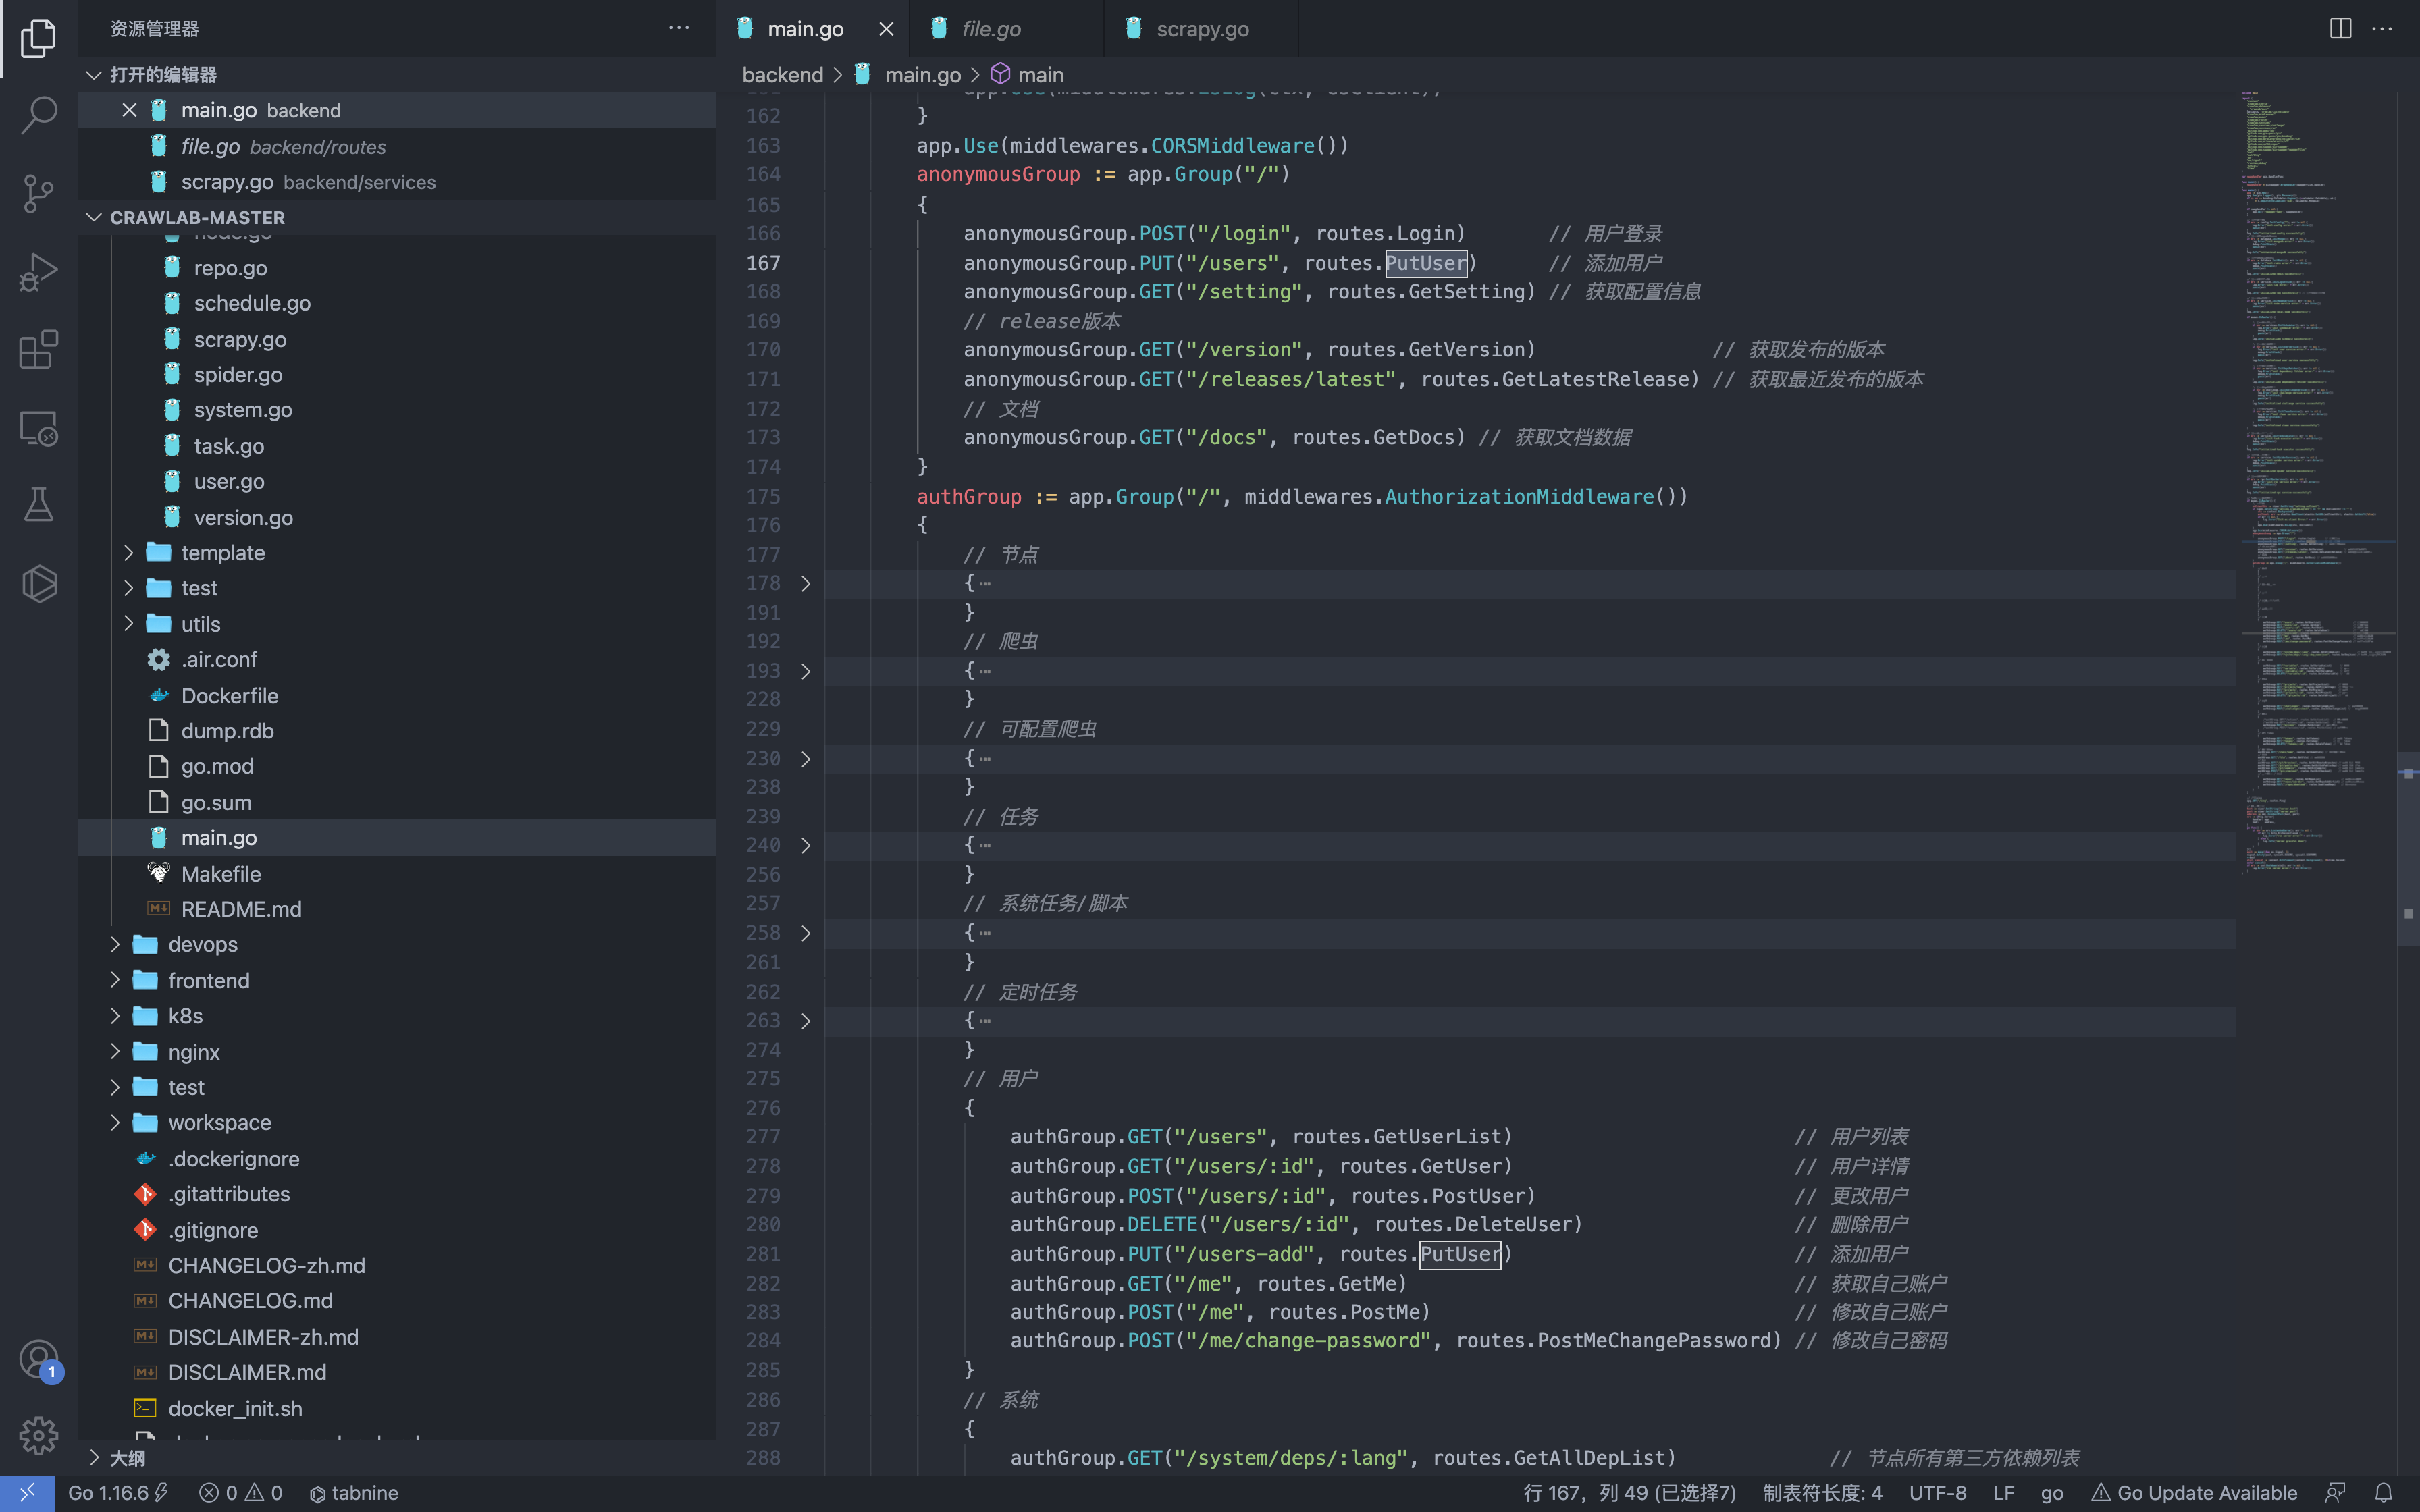 资源管理器
打开的编辑器
main.go backend
file.go backend/routes
scrapy.go backend/services
CRAWLAB-MASTER
node.go
repo.go
schedule.go
scrapy.go
spider.go
system.go
task.go
user.go
version.go
template
test
utils
.air.conf
Dockerfile
dump.rdb
go.mod
go.sum
main.go
Makefile
README.md
devops
frontend
k8s
nginx
test
workspace
.dockerignore
.gitattributes
.gitignore
CHANGELOG-zh.md
CHANGELOG.md
DISCLAIMER-zh.md
DISCLAIMER.md
docker_init.sh
大纲
1
main.go
file.go
scrapy.go
backend > main.go > main
162 }
163 app.Use(middlewares.CORSMiddleware())
164 anonymousGroup := app.Group("/")
165 {
166 anonymousGroup.POST("/login", routes.Login) // 用户登录
167 anonymousGroup.PUT("/users", routes.PutUser) // 添加用户
168 anonymousGroup.GET("/setting", routes.GetSetting) // 获取配置信息
169 // release版本
170 anonymousGroup.GET("/version", routes.GetVersion) // 获取发布的版本
171 anonymousGroup.GET("/releases/latest", routes.GetLatestRelease) // 获取最近发布的版本
172 // 文档
173 anonymousGroup.GET("/docs", routes.GetDocs) // 获取文档数据
174 }
175 authGroup := app.Group("/", middlewares.AuthorizationMiddleware())
176 {
177 // 节点
178 {…
191 }
192 // 爬虫
193 {…
228 }
229 // 可配置爬虫
230 {…
238 }
239 // 任务
240 {…
256 }
257 // 系统任务/脚本
258 {…
261 }
262 // 定时任务
263 {…
274 }
275 // 用户
276 {
277 authGroup.GET("/users", routes.GetUserList) // 用户列表
278 authGroup.GET("/users/:id", routes.GetUser) // 用户详情
279 authGroup.POST("/users/:id", routes.PostUser) // 更改用户
280 authGroup.DELETE("/users/:id", routes.DeleteUser) // 删除用户
281 authGroup.PUT("/users-add", routes.PutUser) // 添加用户
282 authGroup.GET("/me", routes.GetMe) // 获取自己账户
283 authGroup.POST("/me", routes.PostMe) // 修改自己账户
284 authGroup.POST("/me/change-password", routes.PostMeChangePassword) // 修改自己密码
285 }
286 // 系统
287 {
288 authGroup.GET("/system/deps/:lang", routes.GetAllDepList) // 节点所有第三方依赖列表
Go 1.16.6 0 0 tabnine 行 167，列 49 (已选择7) 制表符长度: 4 UTF-8 LF go Go Update Available